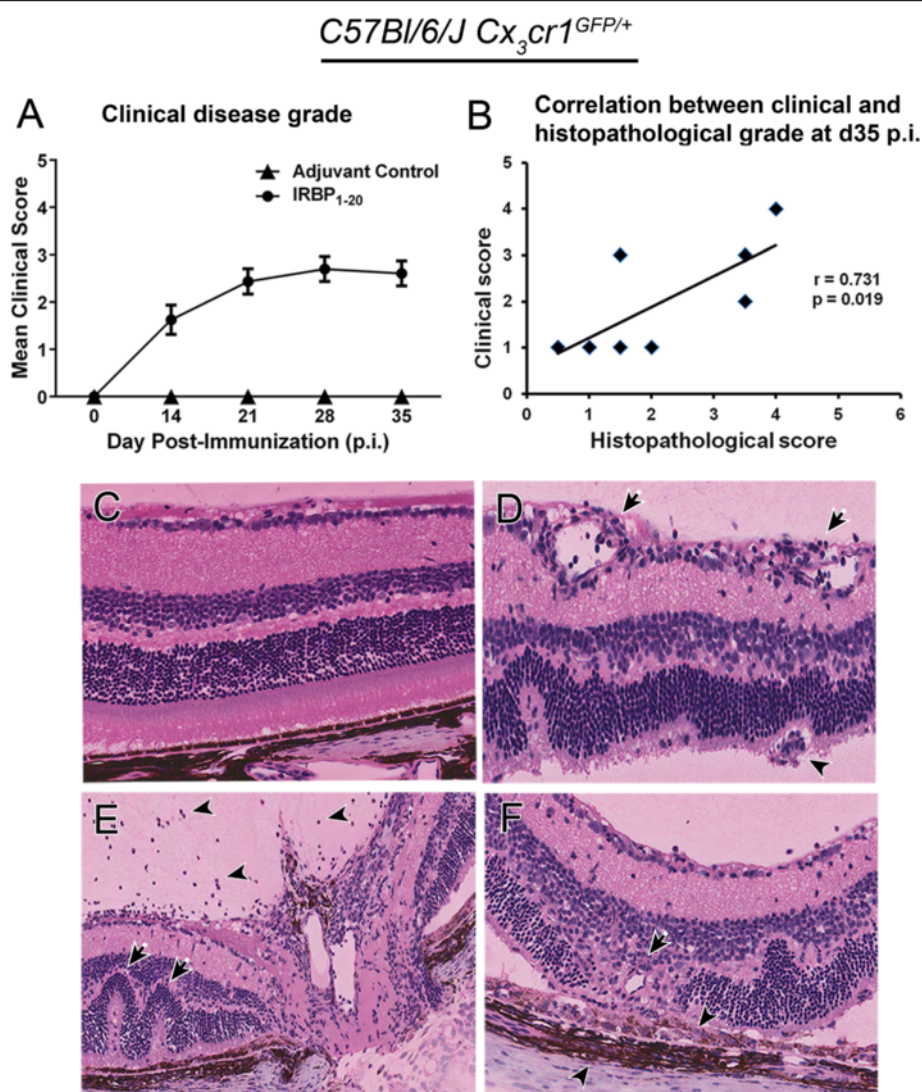 C57Bl/6/J Cx3cr1GFP/+
A
Clinical disease grade
Mean Clinical Score
5
4
3
2
1
0
Adjuvant Control
IRBP1-20
0 14 21 28 35
Day Post-Immunization (p.i.)
B
Correlation between clinical and
histopathological grade at d35 p.i.
Clinical score
5
4
3
2
1
0
r = 0.731
p = 0.019
0 1 2 3 4 5 6
Histopathological score
C
D
E
F